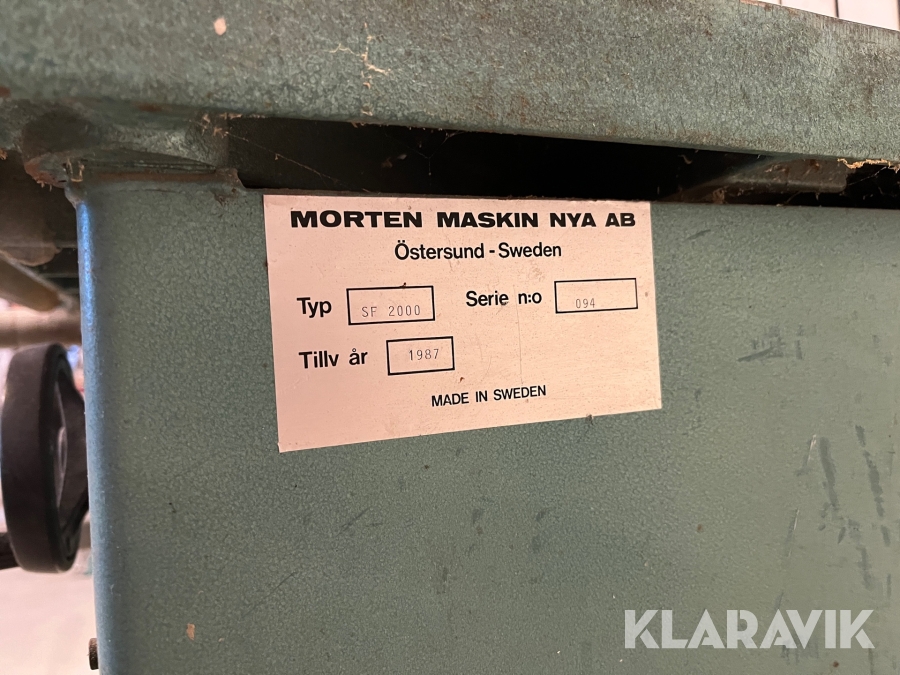 MORTEN MASKIN NYA AB
Östersund - Sweden
Typ SF 2000 Serie n:o 094
Tillv år 1987
MADE IN SWEDEN
KLARAVIK